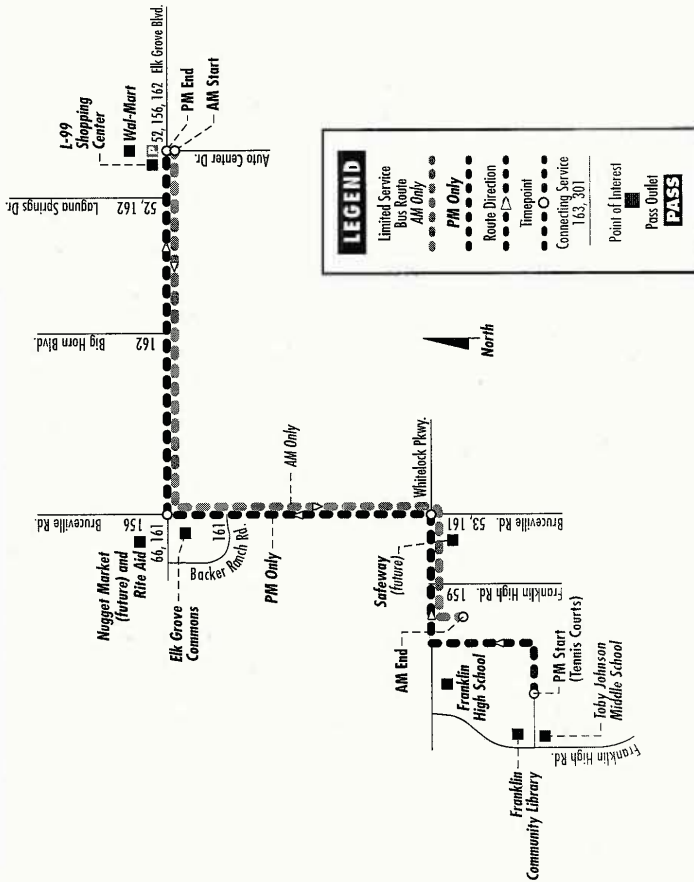 L-99
Shopping
Center
Wal-Mart
52, 156, 162
Elk Grove Blvd.
PM End
AM Start
Auto Center Dr.
Laguna Springs Dr.
52, 162
Big Horn Blvd.
162
Bruceville Rd.
156
66, 161
Nugget Market
(future) and
Rite Aid
Elk Grove
Commons
161
Backer Ranch Rd.
PM Only
AM Only
Whitelock Pkwy.
Bruceville Rd.
53, 161
Safeway
(future)
Franklin High Rd.
159
AM End
Franklin
High School
PM Start
(Tennis Courts)
Toby Johnson
Middle School
Franklin
Community Library
Franklin High Rd.
North
LEGEND
Limited Service
Bus Route
AM Only
PM Only
Route Direction
Timepoint
Connecting Service
163, 301
Point of Interest
Pass Outlet
PASS